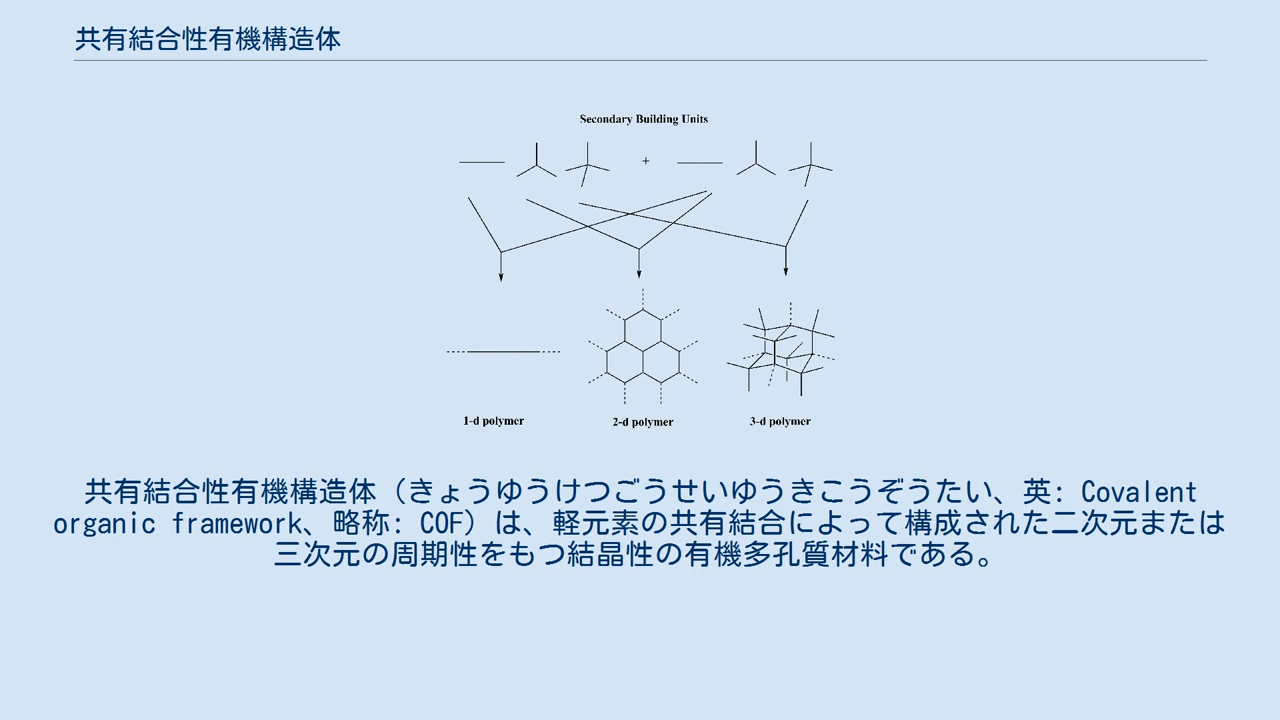 共有結合性有機構造体
Secondary Building Units
+
1-d polymer
2-d polymer
3-d polymer
共有結合性有機構造体（きょうゆうけつごうせいゆうきこうぞうたい、英: Covalent
organic framework、略称: COF）は、軽元素の共有結合によって構成された二次元または
三次元の周期性をもつ結晶性の有機多孔質材料である。